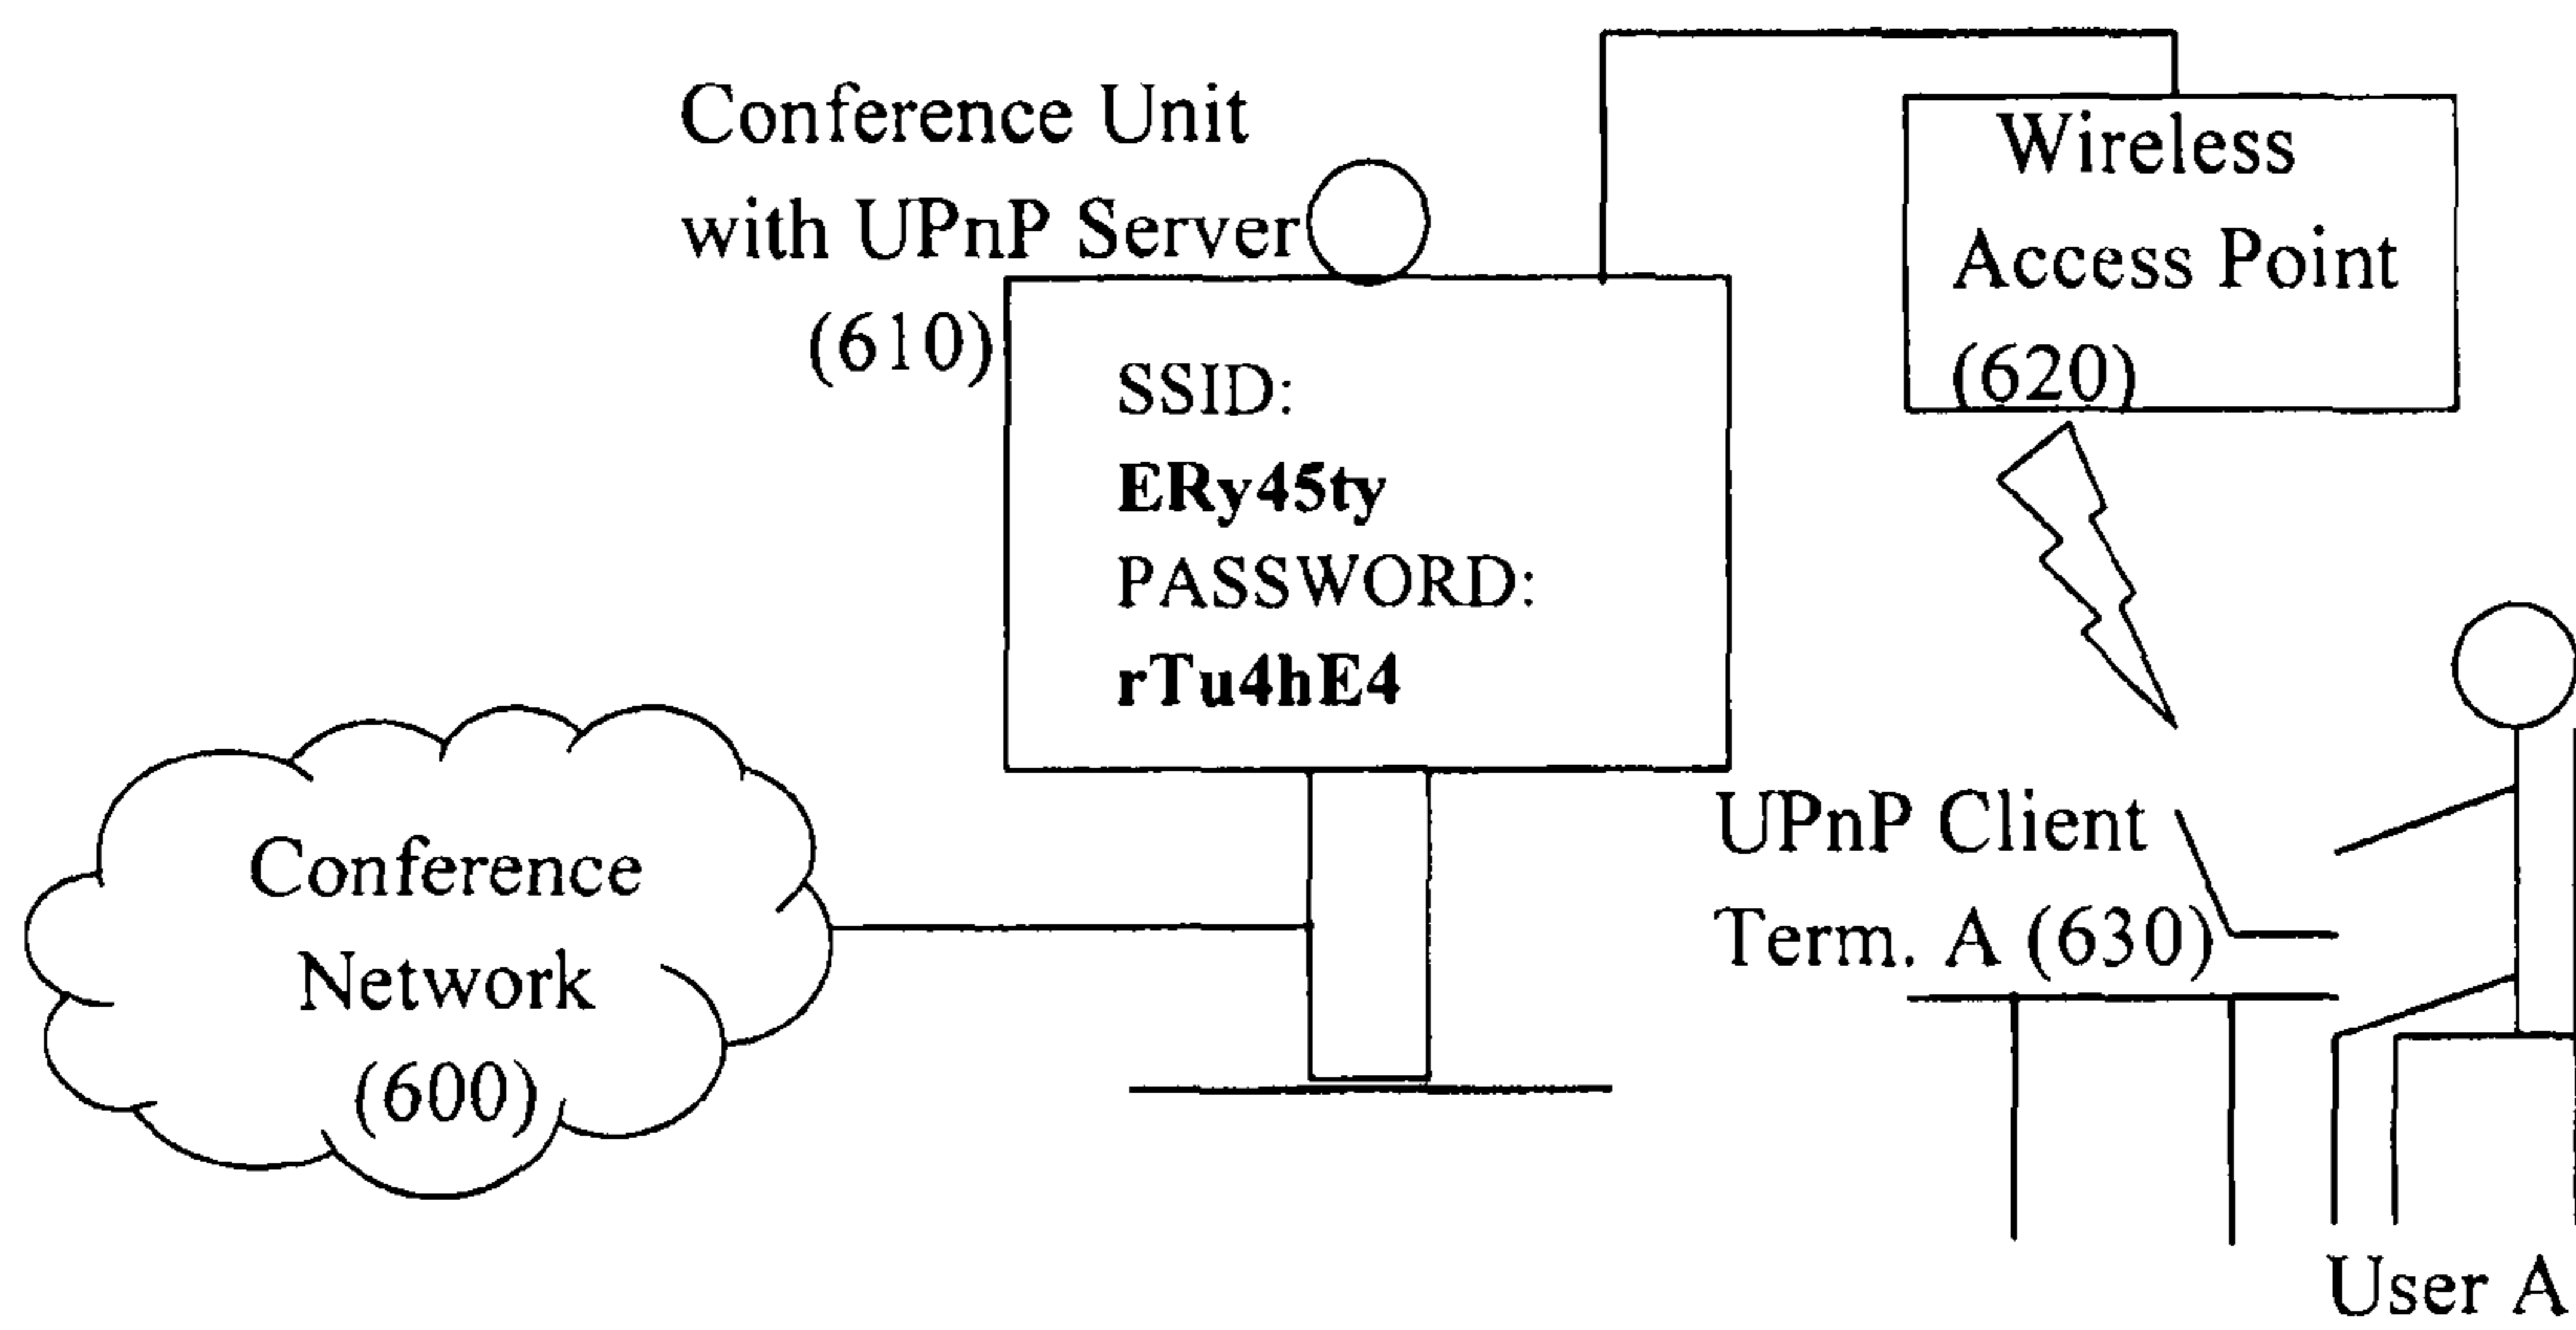 Conference Unit
with UPnP Server
(610)
Wireless
Access Point
(620)
SSID:
ERy45ty
PASSWORD:
rTu4hE4
Conference
Network
(600)
UPnP Client
Term. A (630)
User A